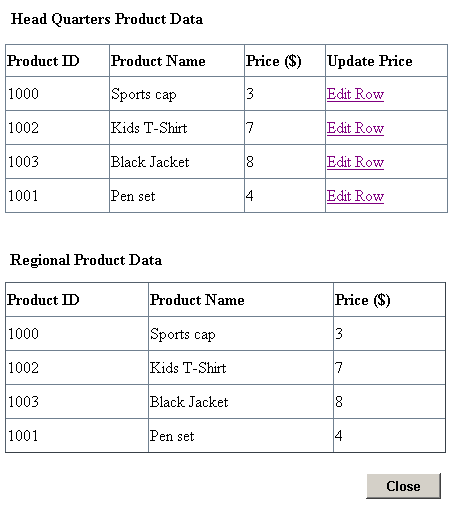 Head Quarters Product Data
Product ID Product Name Price ($) Update Price
1000 Sports cap 3 Edit Row
1002 Kids T-Shirt 7 Edit Row
1003 Black Jacket 8 Edit Row
1001 Pen set 4 Edit Row
Regional Product Data
Product ID Product Name Price ($)
1000 Sports cap 3
1002 Kids T-Shirt 7
1003 Black Jacket 8
1001 Pen set 4
Close